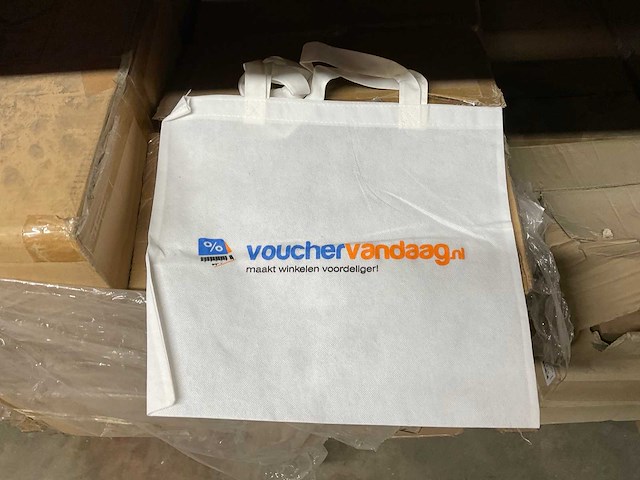 %
vouchervandaag.nl
maakt winkelen voordeliger!